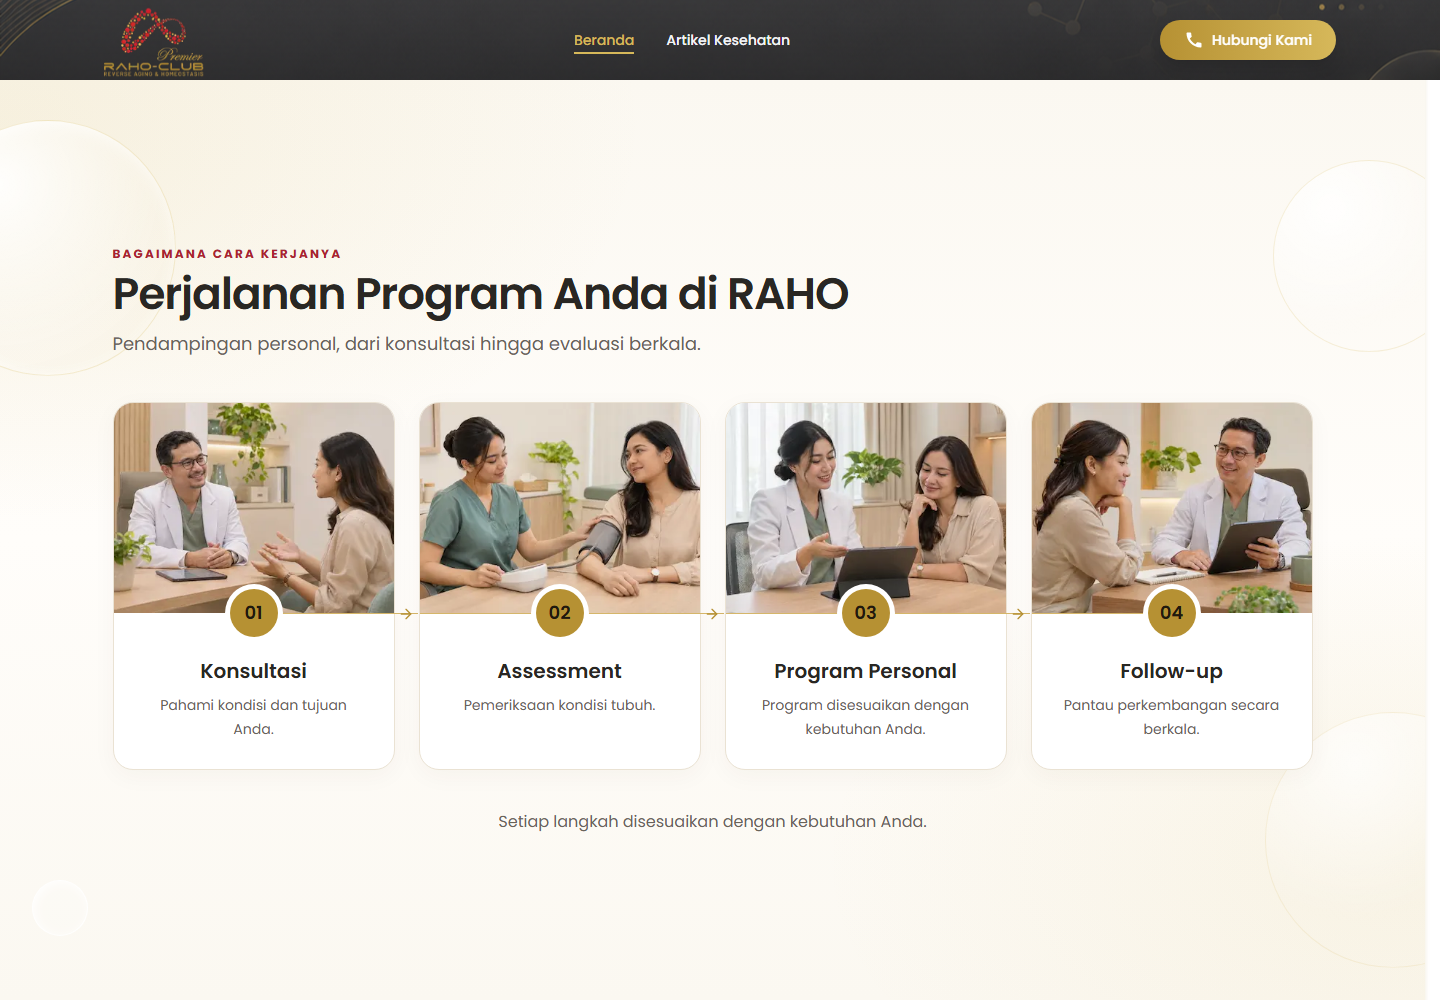 Premier
RAHO-CLUB
REVERSE AGING & HOMEOSTASIS
Beranda
Artikel Kesehatan
Hubungi Kami
BAGAIMANA CARA KERJANYA
Perjalanan Program Anda di RAHO
Pendampingan personal, dari konsultasi hingga evaluasi berkala.
01
Konsultasi
Pahami kondisi dan tujuan
Anda.
02
Assessment
Pemeriksaan kondisi tubuh.
03
Program Personal
Program disesuaikan dengan
kebutuhan Anda.
04
Follow-up
Pantau perkembangan secara
berkala.
Setiap langkah disesuaikan dengan kebutuhan Anda.